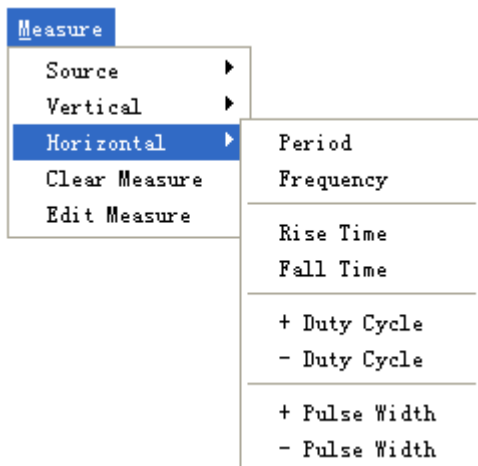 Measure
Source
Vertical
Horizontal
Clear Measure
Edit Measure
Period
Frequency
Rise Time
Fall Time
+ Duty Cycle
- Duty Cycle
+ Pulse Width
- Pulse Width